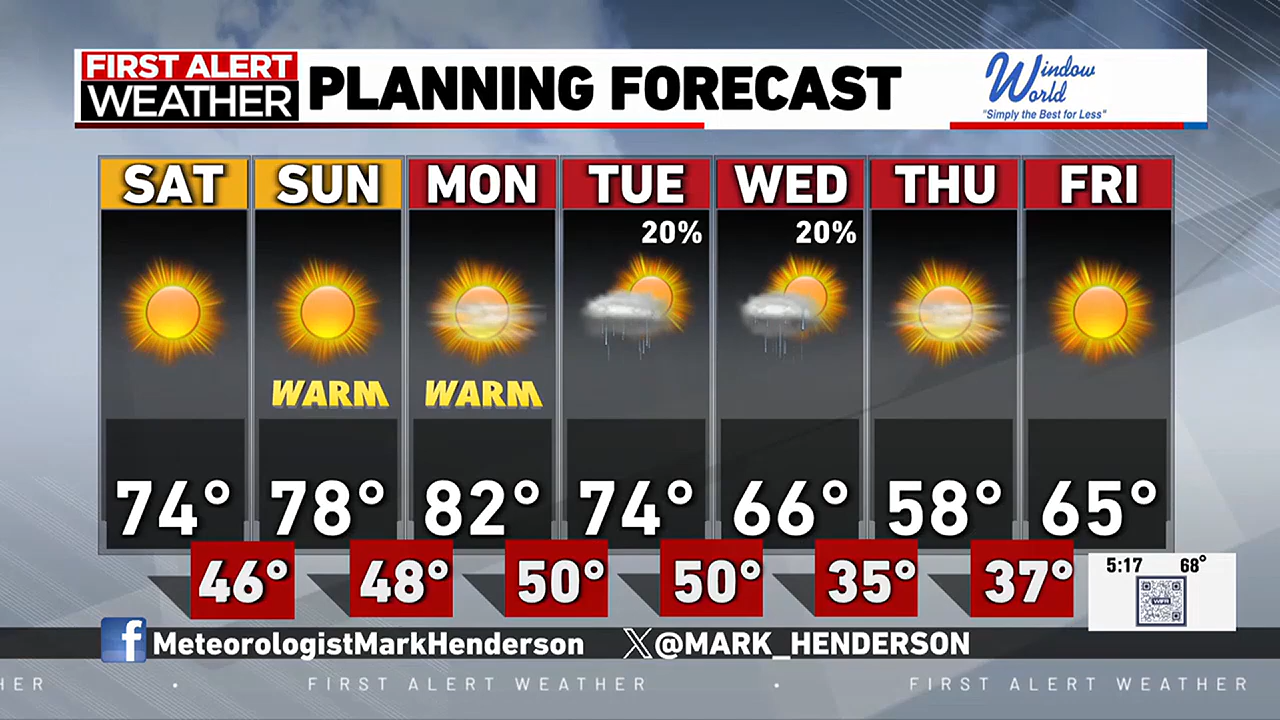 FIRST ALERT
WEATHER
PLANNING FORECAST
Window
World
"Simply the Best for Less"
SAT SUN MON TUE WED THU FRI
20% 20%
WARM WARM
74° 78° 82° 74° 66° 58° 65°
46° 48° 50° 50° 35° 37°
5:17 68°
f MeteorologistMarkHenderson X @MARK_HENDERSON
HER • FIRST ALERT WEATHER • FIRST ALERT WEATHER